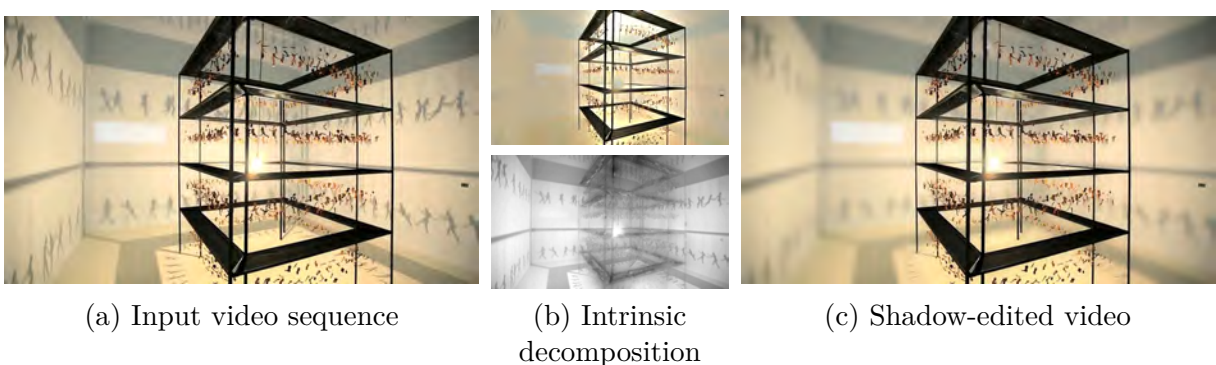 (a) Input video sequence
(b) Intrinsic
decomposition
(c) Shadow-edited video